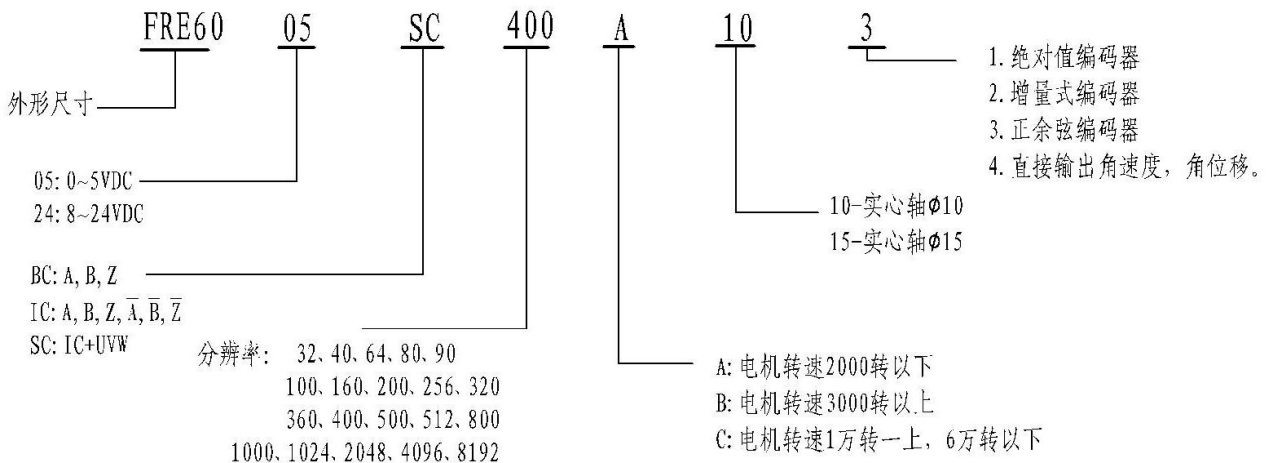 FRE60 05 SC 400 A 10 3
外形尺寸
05: 0~5VDC
24: 8~24VDC
BC: A, B, Z
IC: A, B, Z, A̅, B̅, Z̅
SC: IC+UVW
分辨率: 32、40、64、80、90
100、160、200、256、320
360、400、500、512、800
1000、1024、2048、4096、8192
A: 电机转速2000转以下
B: 电机转速3000转以上
C: 电机转速1万转一上, 6万转以下
10-实心轴Φ10
15-实心轴Φ15
1. 绝对值编码器
2. 增量式编码器
3. 正余弦编码器
4. 直接输出角速度, 角位移。